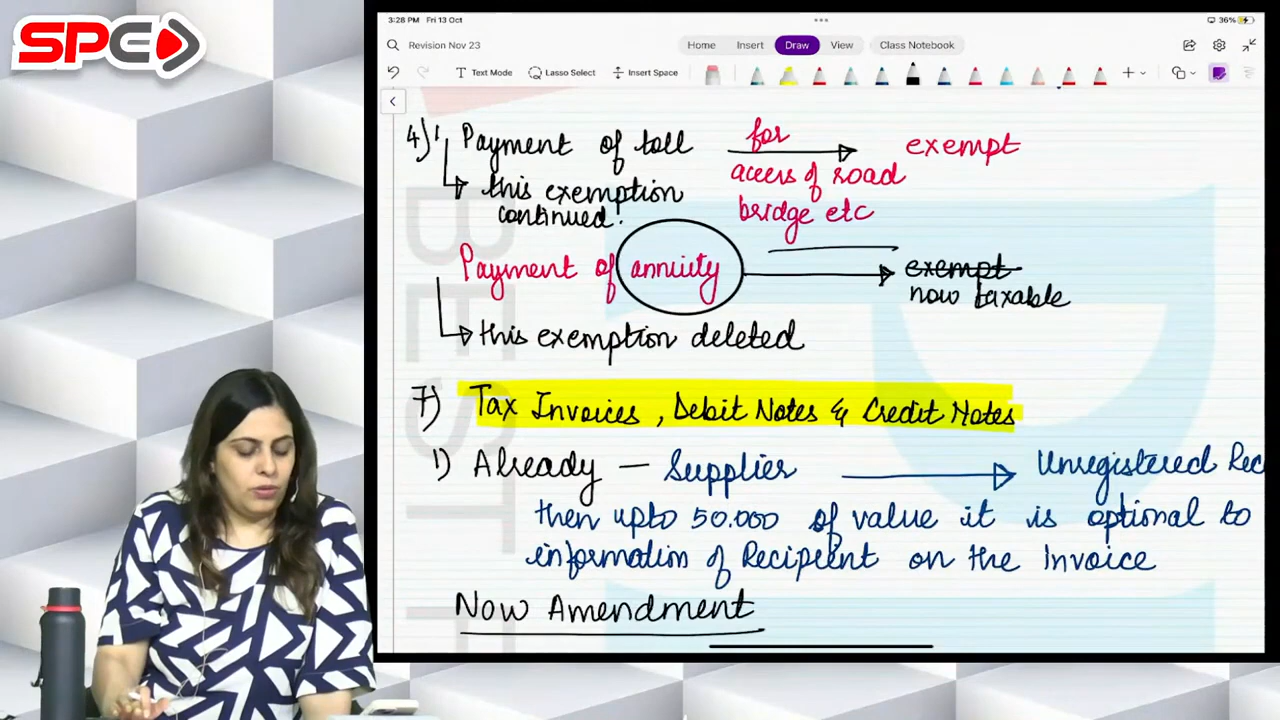 SPC
3:28 PM Fri 13 Oct
36%
Revision Nov 23
Home Insert Draw View Class Notebook
Text Mode Lasso Select Insert Space
4) 1 Payment of toll for exempt
access of road
this exemption
continued! bridge etc
Payment of annuity exempt
now taxable
this exemption deleted
7) Tax Invoices, Debit Notes & Credit Notes
1) Already — Supplier Unregistered Rec
then upto 50.000 of value it is optional to
information of Recipient on the Invoice
Now Amendment
BEST